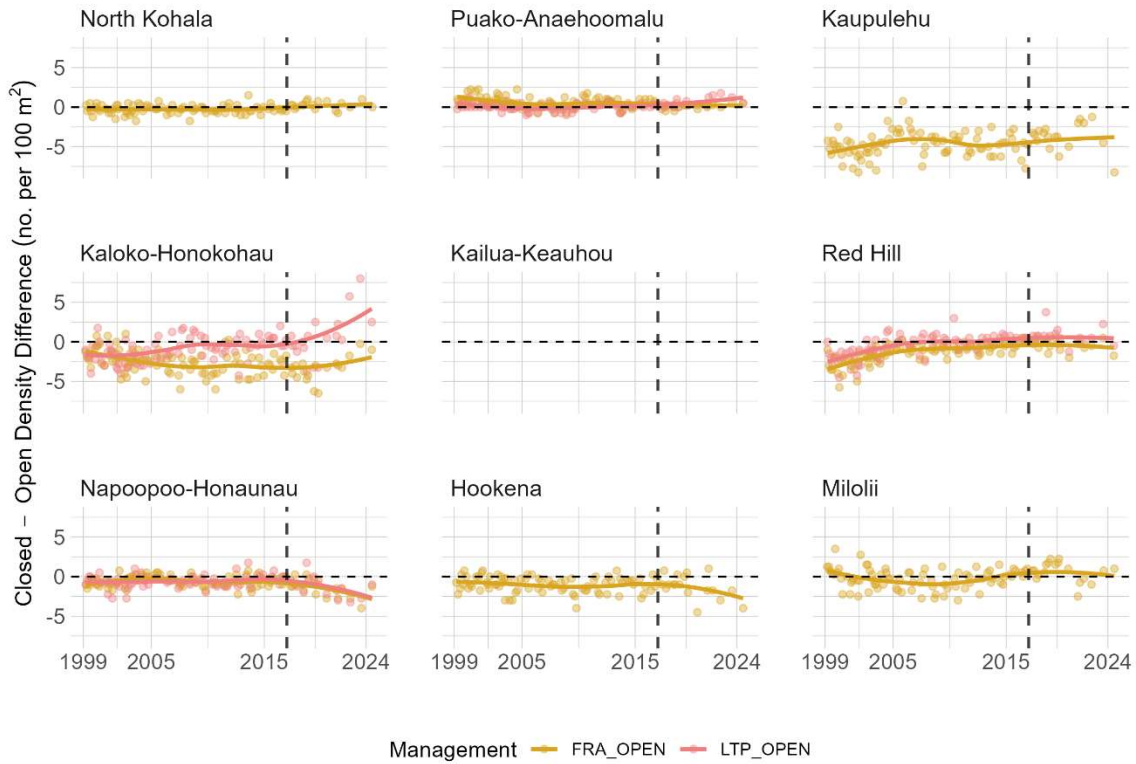 North Kohala
Puako-Anaehoomalu
Kaupulehu
5
0
-5
Kaloko-Honokohau
Kailua-Keauhou
Red Hill
5
0
-5
Napoopoo-Honaunau
Hookena
Milolii
5
0
-5
1999 2005 2015 2024
1999 2005 2015 2024
1999 2005 2015 2024
Closed − Open Density Difference (no. per 100 m²)
Management FRA_OPEN LTP_OPEN